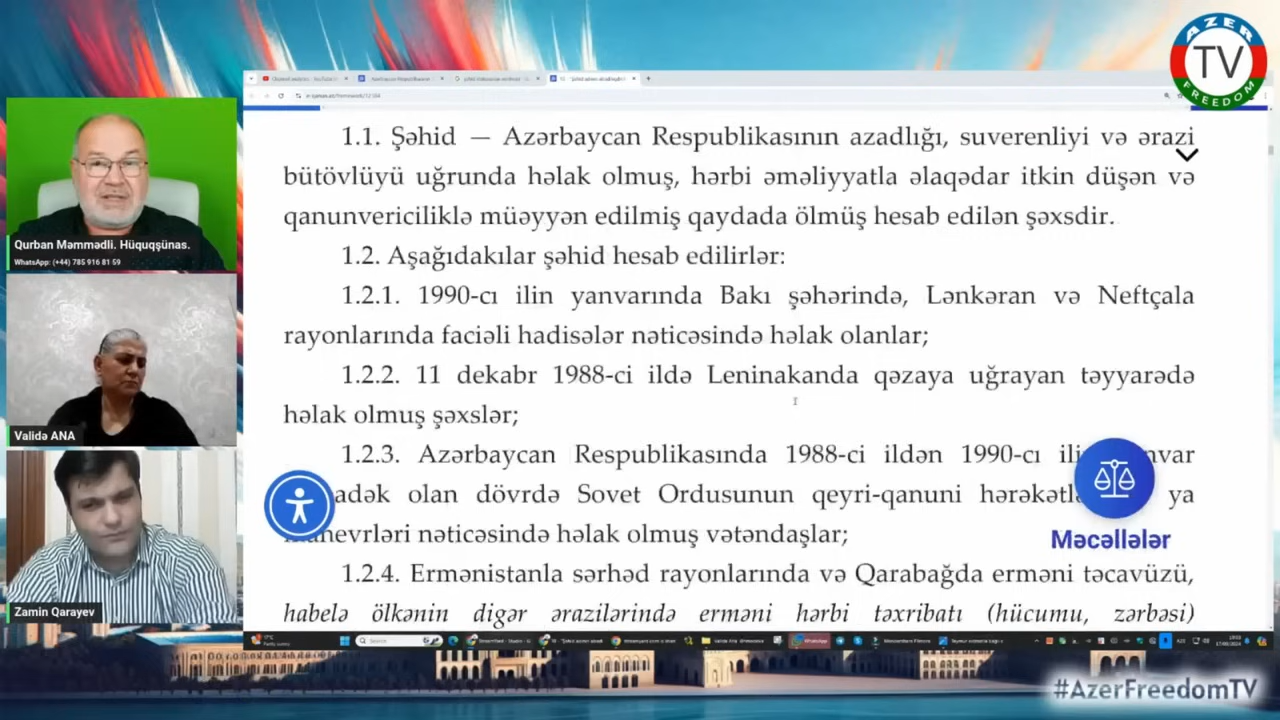 AZER
TV
FREEDOM
1.1. Şəhid — Azərbaycan Respublikasının azadlığı, suverenliyi və ərazi
bütövlüyü uğrunda həlak olmuş, hərbi əməliyyatla əlaqədar itkin düşən və
qanunvericiliklə müəyyən edilmiş qaydada ölmüş hesab edilən şəxsdir.
1.2. Aşağıdakılar şəhid hesab edilirlər:
1.2.1. 1990-cı ilin yanvarında Bakı şəhərində, Lənkəran və Neftçala
rayonlarında faciəli hadisələr nəticəsində həlak olanlar;
1.2.2. 11 dekabr 1988-ci ildə Leninakanda qəzaya uğrayan təyyarədə
həlak olmuş şəxslər;
1.2.3. Azərbaycan Respublikasında 1988-ci ildən 1990-cı
olan dövrdə Sovet Ordusunun qeyri-qanuni ya
nəticəsində həlak olmuş vətəndaşlar;
1.2.4. Ermənistanla sərhəd rayonlarında və Qarabağda erməni təcavüzü,
habelə ölkənin digər ərazilərində erməni hərbi təxribatı (hücumu, zərbəsi)
Məcəllələr
Qurban Məmmədli. Hüquqşünas.
WhatsApp: (+44) 785 916 81 59
Validə ANA
Zamin Qarayev
#AzerFreedomTV